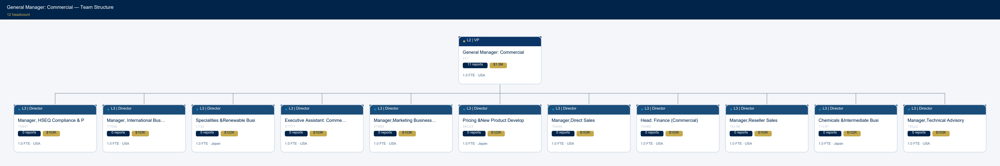 General Manager: Commercial — Team Structure
12 headcount
L2 | VP
General Manager: Commercial
217
11 reports $1.3M
1.0 FTE · USA
L3 | Director
Manager, HSEQ Compliance & P
75847
0 reports $103K
1.0 FTE · USA
L3 | Director
Manager, International Bus…
77596
0 reports $103K
1.0 FTE · USA
L3 | Director
Specialities &Renewable Busi
1732
0 reports $122K
1.0 FTE · Japan
L3 | Director
Executive Assistant: Comme…
57777
0 reports $103K
1.0 FTE · USA
L3 | Director
Manager,Marketing Business…
57885
0 reports $103K
1.0 FTE · USA
L3 | Director
Pricing &New Product Develop
58143
0 reports $122K
1.0 FTE · Japan
L3 | Director
Manager,Direct Sales
75444
0 reports $103K
1.0 FTE · USA
L3 | Director
Head: Finance (Commercial)
75980
0 reports $103K
1.0 FTE · USA
L3 | Director
Manager,Reseller Sales
76198
0 reports $103K
1.0 FTE · USA
L3 | Director
Chemicals &Intermediate Busi
77197
0 reports $122K
1.0 FTE · Japan
L3 | Director
Manager,Technical Advisory
79122
0 reports $103K
1.0 FTE · USA